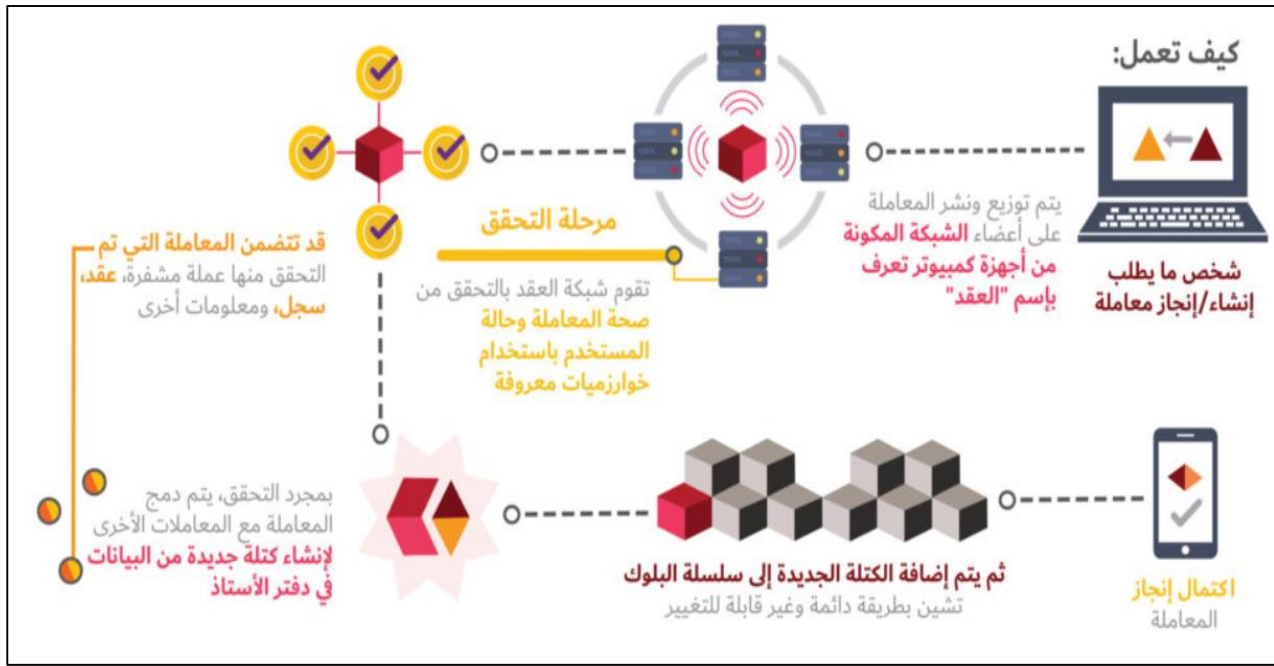 كيف تعمل:
شخص ما يطلب
إنشاء/إنجاز معاملة
يتم توزيع ونشر المعاملة
على أعضاء الشبكة المكونة
من أجهزة كمبيوتر تعرف
بإسم "العقد"
مرحلة التحقق
تقوم شبكة العقد بالتحقق من
صحة المعاملة وحالة
المستخدم باستخدام
خوارزميات معروفة
قد تتضمن المعاملة التي تم
التحقق منها عملة مشفرة، عقد،
سجل، ومعلومات أخرى
بمجرد التحقق، يتم دمج
المعاملة مع المعاملات الأخرى
لإنشاء كتلة جديدة من البيانات
في دفتر الأستاذ
ثم يتم إضافة الكتلة الجديدة إلى سلسلة البلوك
تشين بطريقة دائمة وغير قابلة للتغيير
اكتمال إنجاز
المعاملة